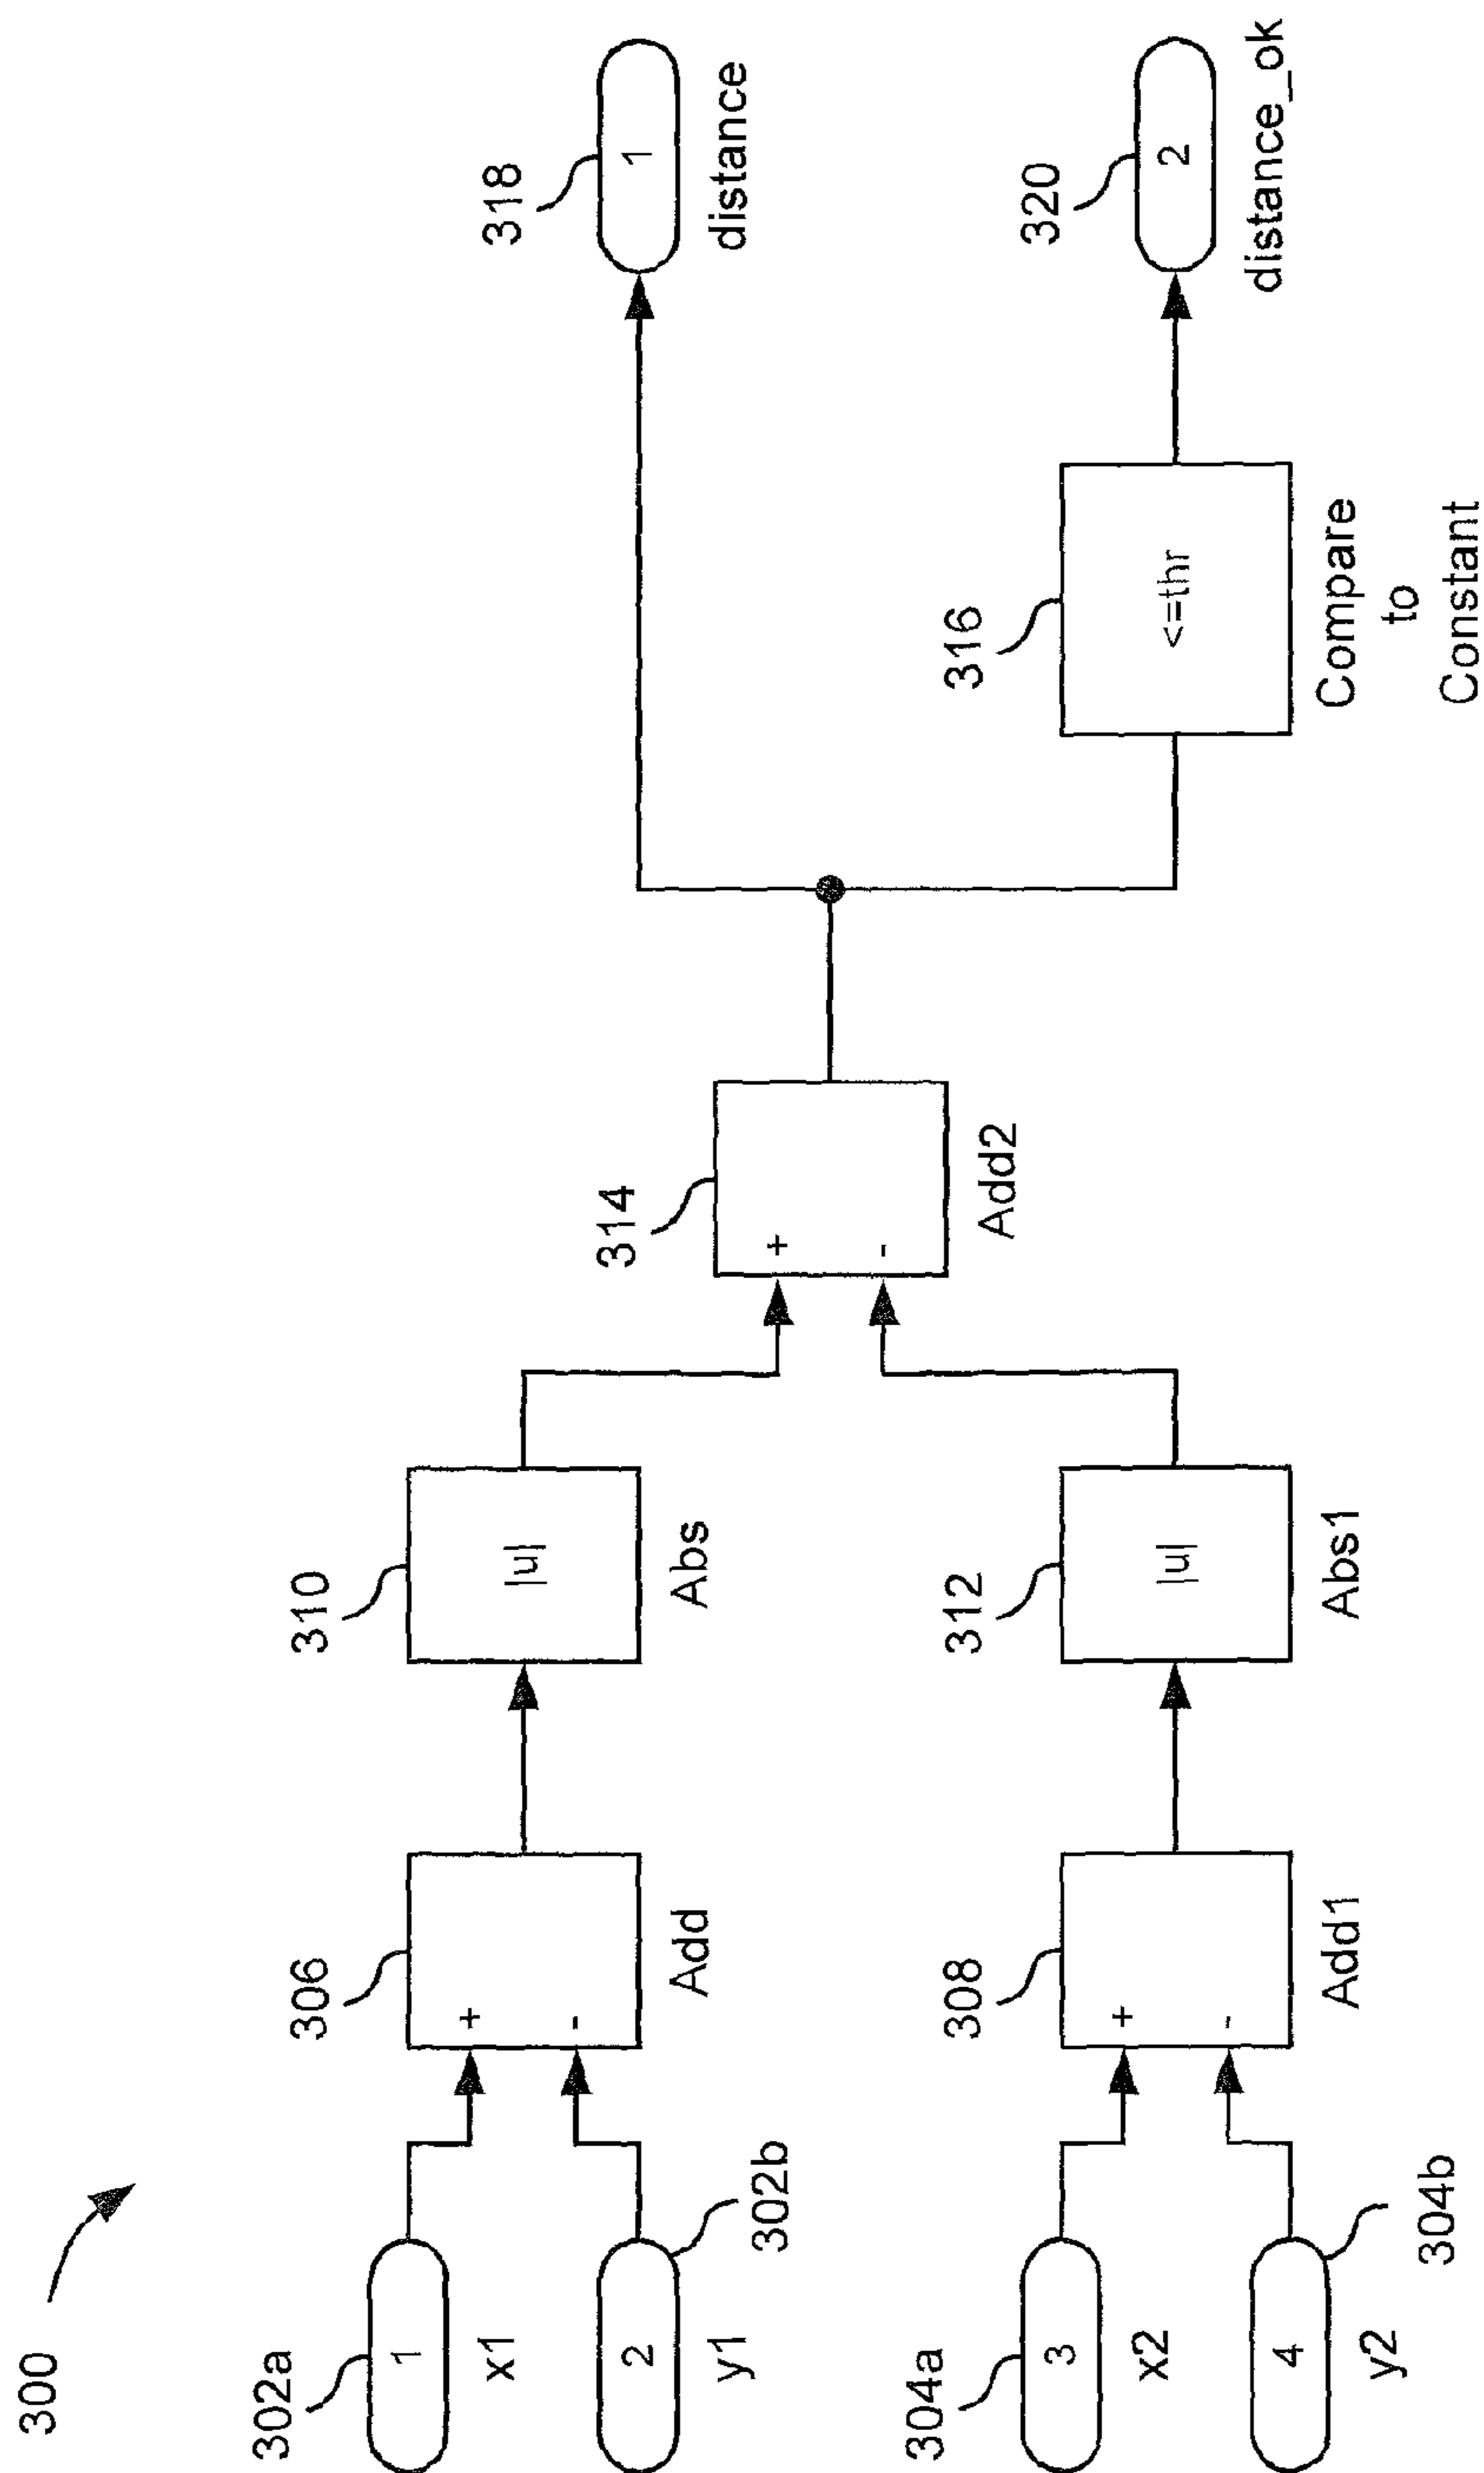 300
302a
1
x1
2
y1
302b
304a
3
x2
4
y2
304b
306
+
-
Add
308
+
-
Add1
310
|u|
Abs
312
|u|
Abs1
314
+
-
Add2
316
<=thr
Compare
to
Constant
318
1
distance
320
2
distance_ok